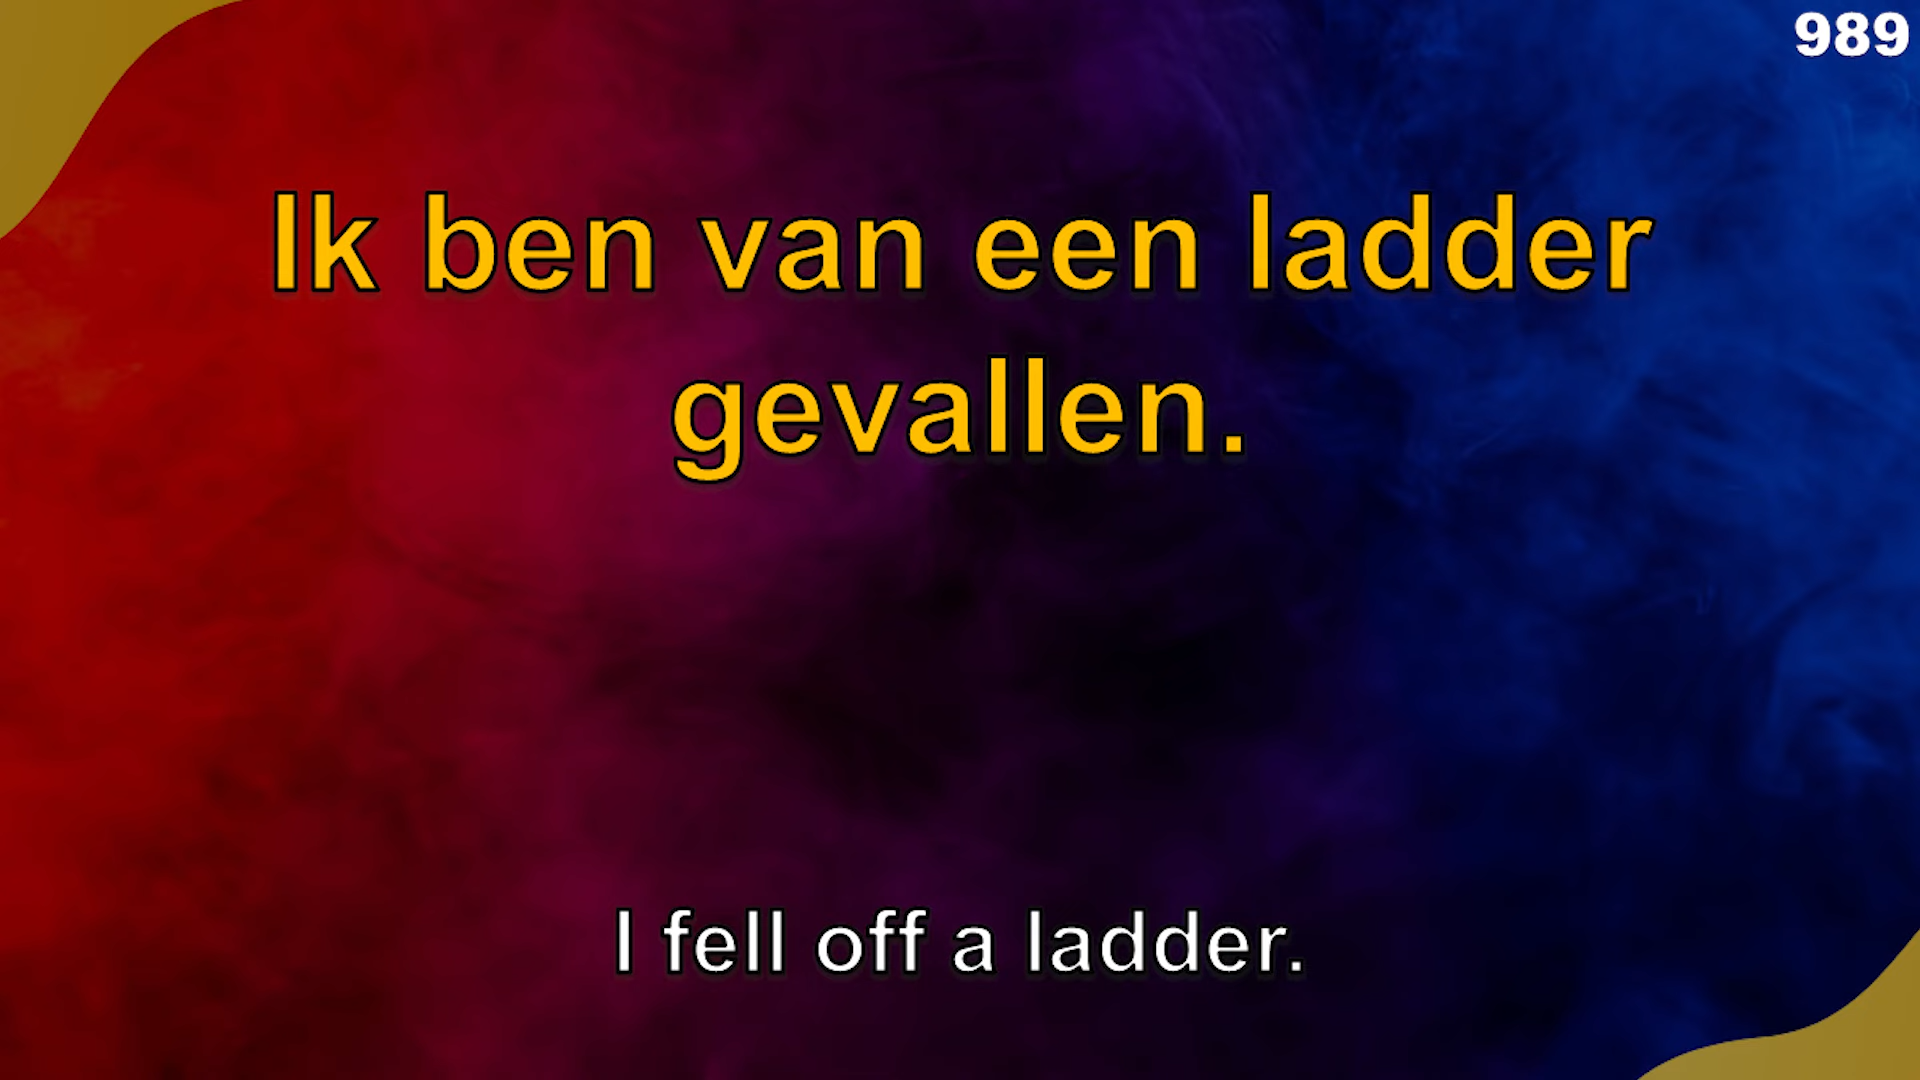 989
Ik ben van een ladder
gevallen.
I fell off a ladder.